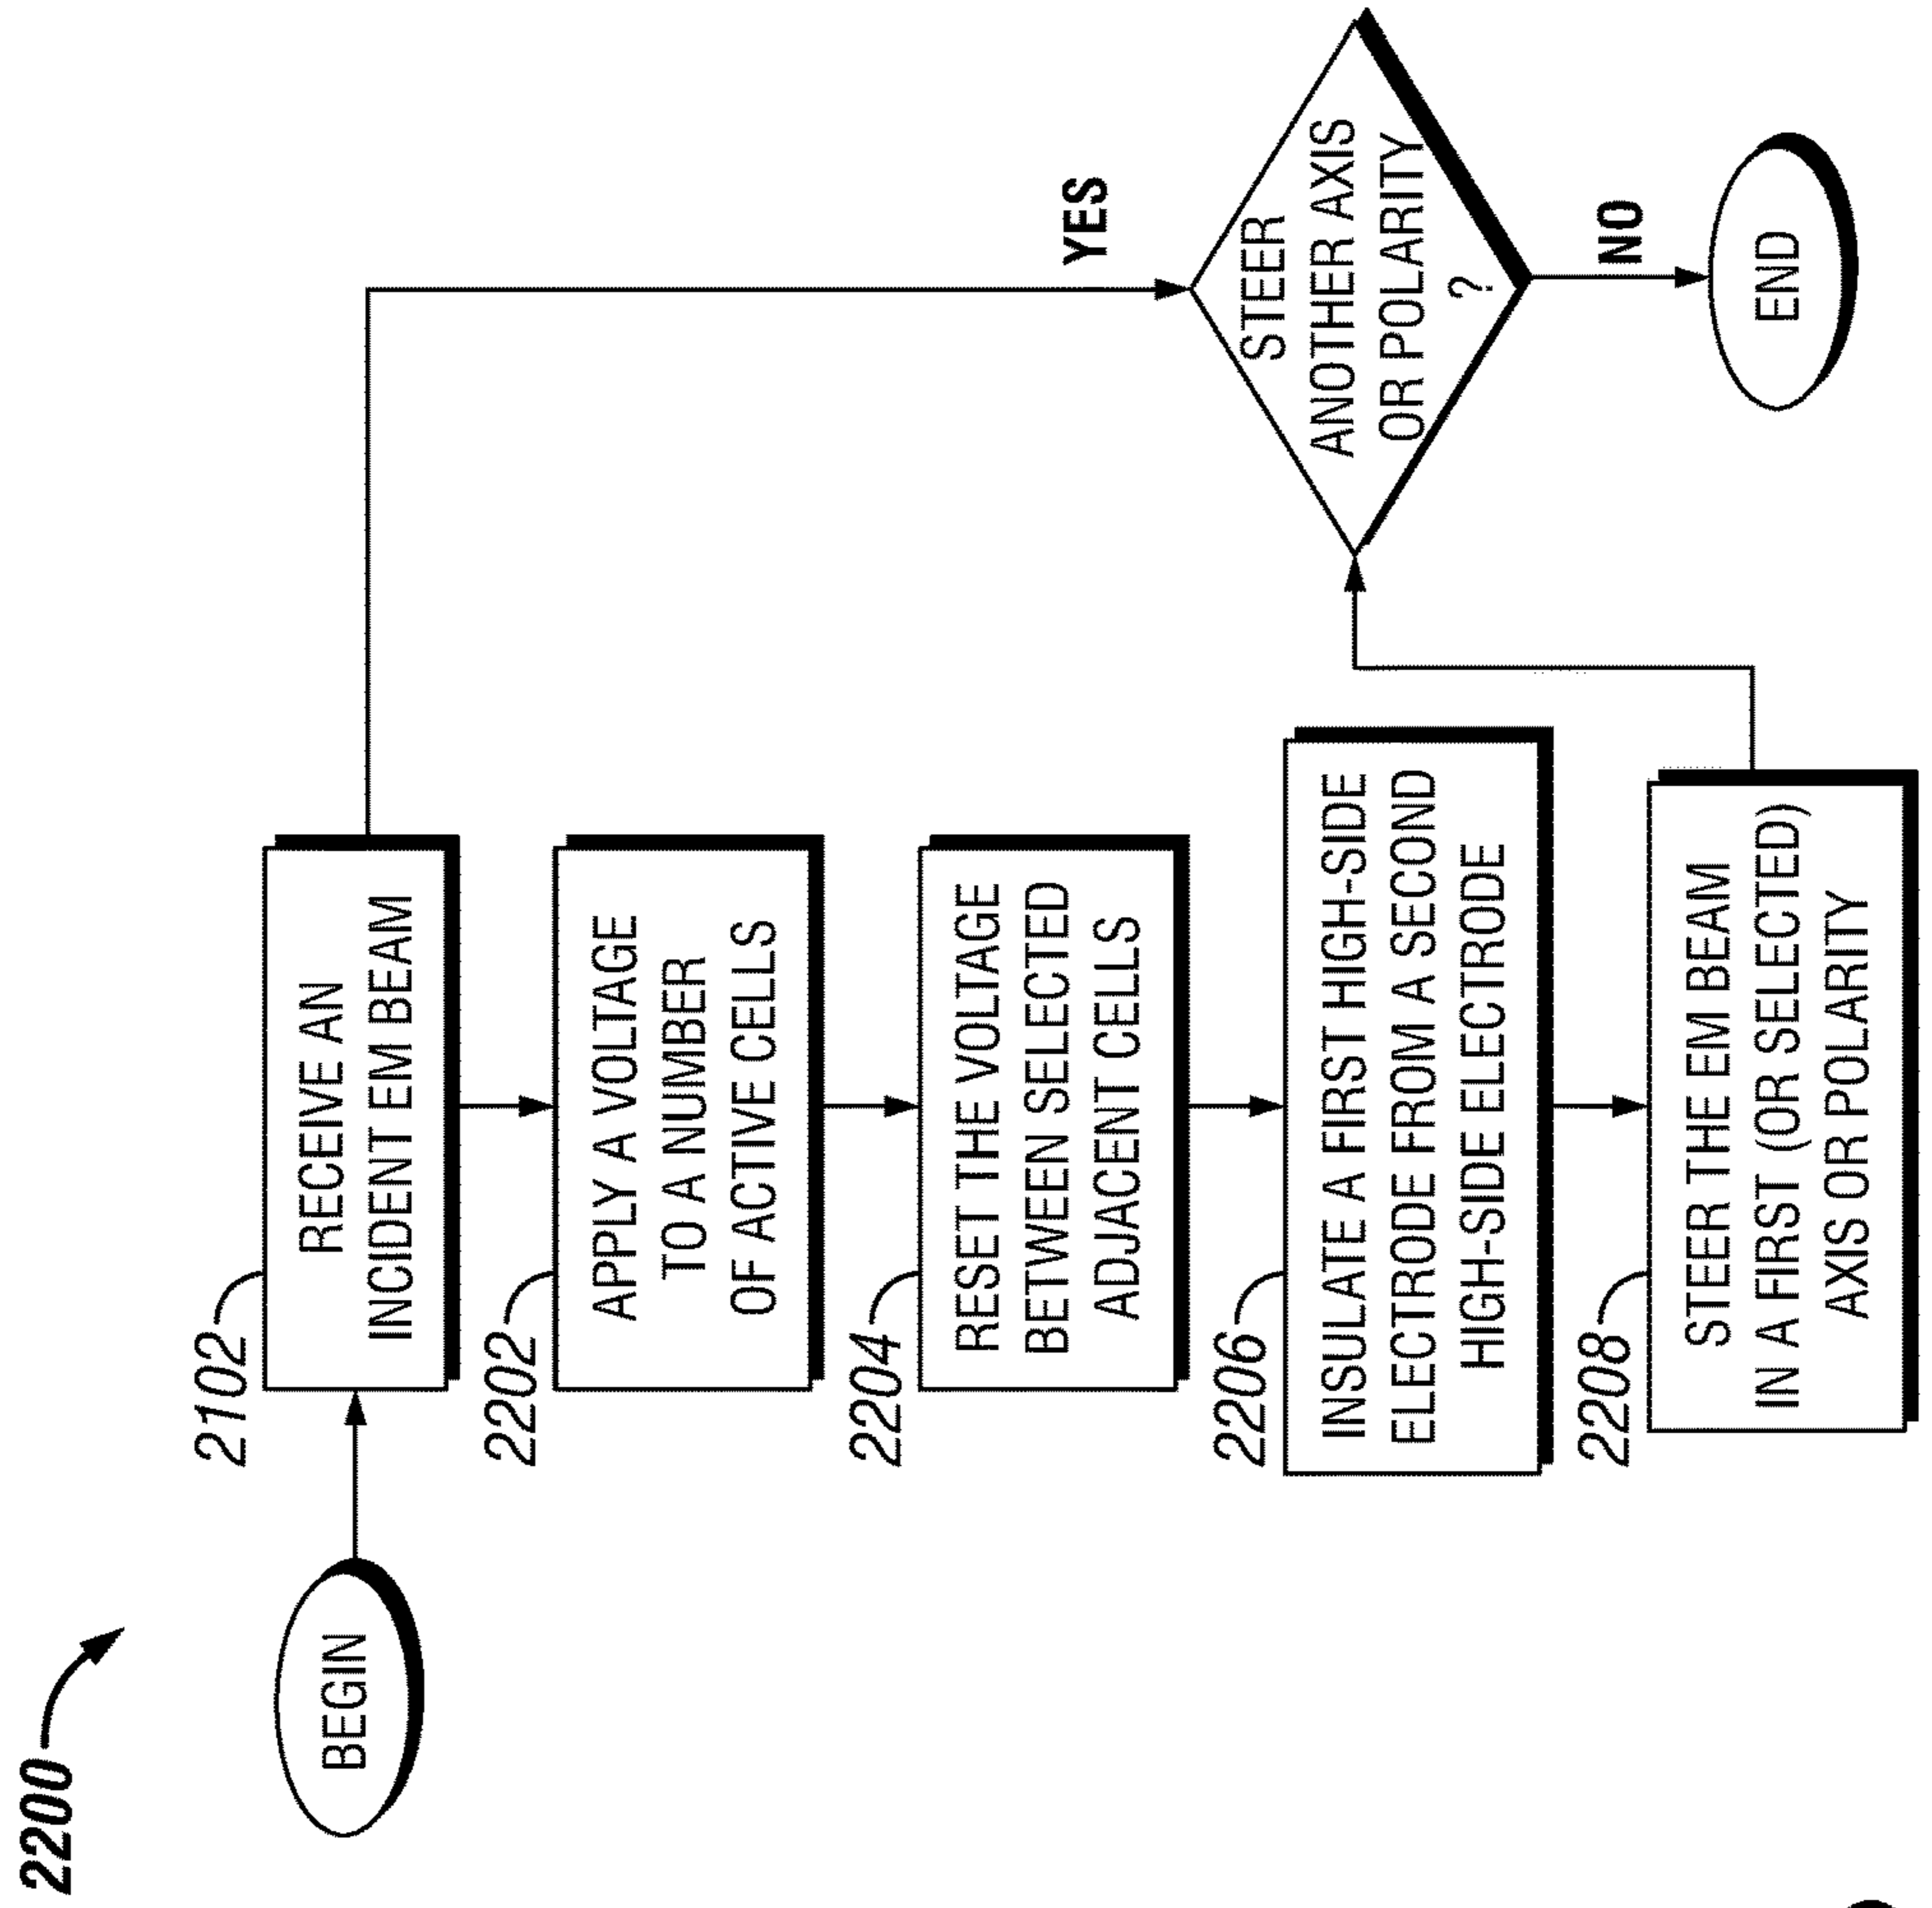 2200
BEGIN
2102
RECEIVE AN
INCIDENT EM BEAM
2202
APPLY A VOLTAGE
TO A NUMBER
OF ACTIVE CELLS
2204
RESET THE VOLTAGE
BETWEEN SELECTED
ADJACENT CELLS
2206
INSULATE A FIRST HIGH-SIDE
ELECTRODE FROM A SECOND
HIGH-SIDE ELECTRODE
2208
STEER THE EM BEAM
IN A FIRST (OR SELECTED)
AXIS OR POLARITY
YES
STEER
ANOTHER AXIS
OR POLARITY
?
NO
END